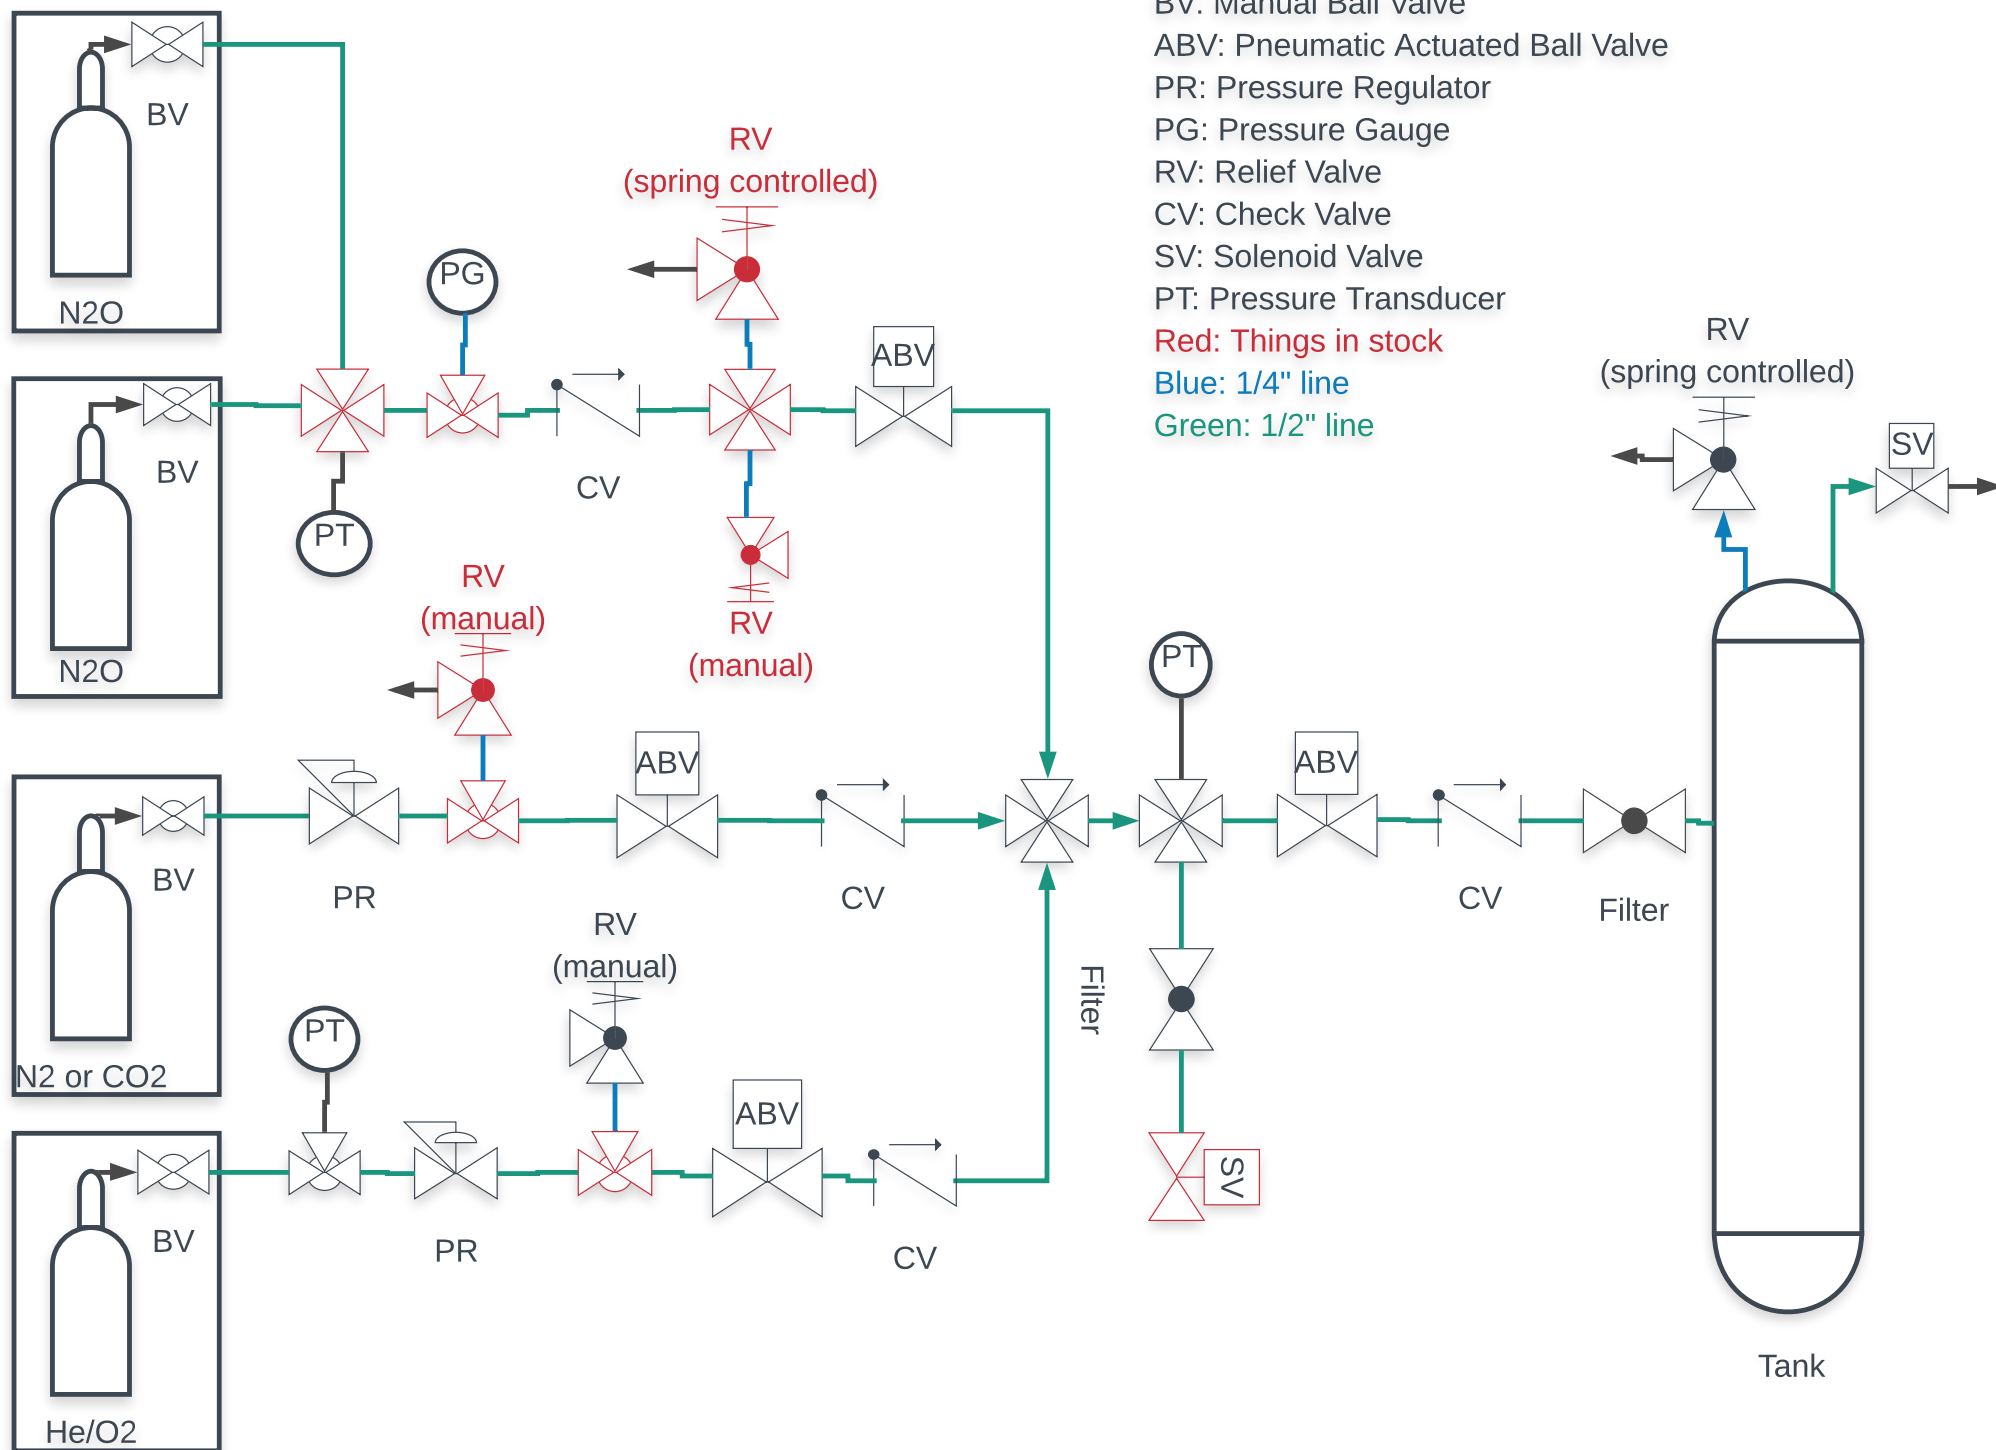 BV: Manual Ball Valve
ABV: Pneumatic Actuated Ball Valve
PR: Pressure Regulator
PG: Pressure Gauge
RV: Relief Valve
CV: Check Valve
SV: Solenoid Valve
PT: Pressure Transducer
Red: Things in stock
Blue: 1/4" line
Green: 1/2" line
BV
N2O
RV
(spring controlled)
PG
ABV
RV
(spring controlled)
SV
BV
CV
PT
N2O
RV
(manual)
RV
(manual)
PT
ABV
ABV
BV
PR
CV
CV
Filter
RV
(manual)
Filter
N2 or CO2
PT
ABV
SV
BV
PR
CV
Tank
He/O2